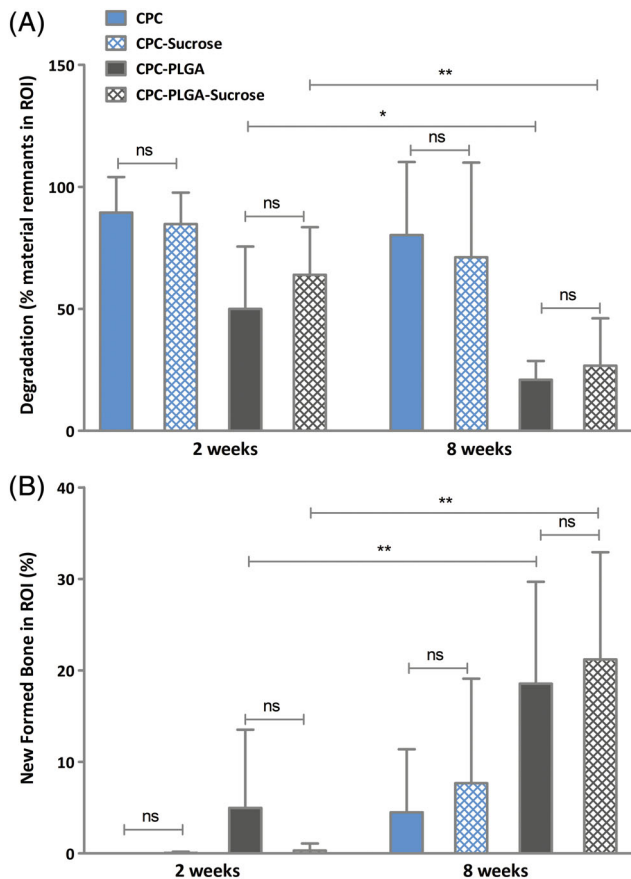 (A)
CPC
CPC-Sucrose
CPC-PLGA
CPC-PLGA-Sucrose
Degradation (% material remnants in ROI)
150
100
50
0
**
*
ns
ns
ns
ns
2 weeks
8 weeks
(B)
New Formed Bone in ROI (%)
40
30
20
10
0
**
ns
**
ns
ns
ns
2 weeks
8 weeks